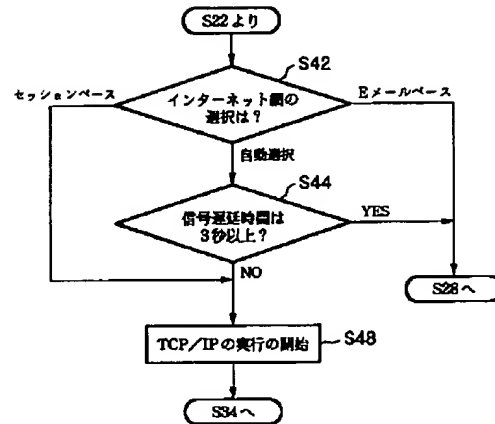 S22より
S42
セッションベース
Eメールベース
インターネット網の
選択は？
自動選択
S44
信号遅延時間は
3秒以上？
YES
NO
S28へ
TCP／IPの実行の開始
S48
S34へ